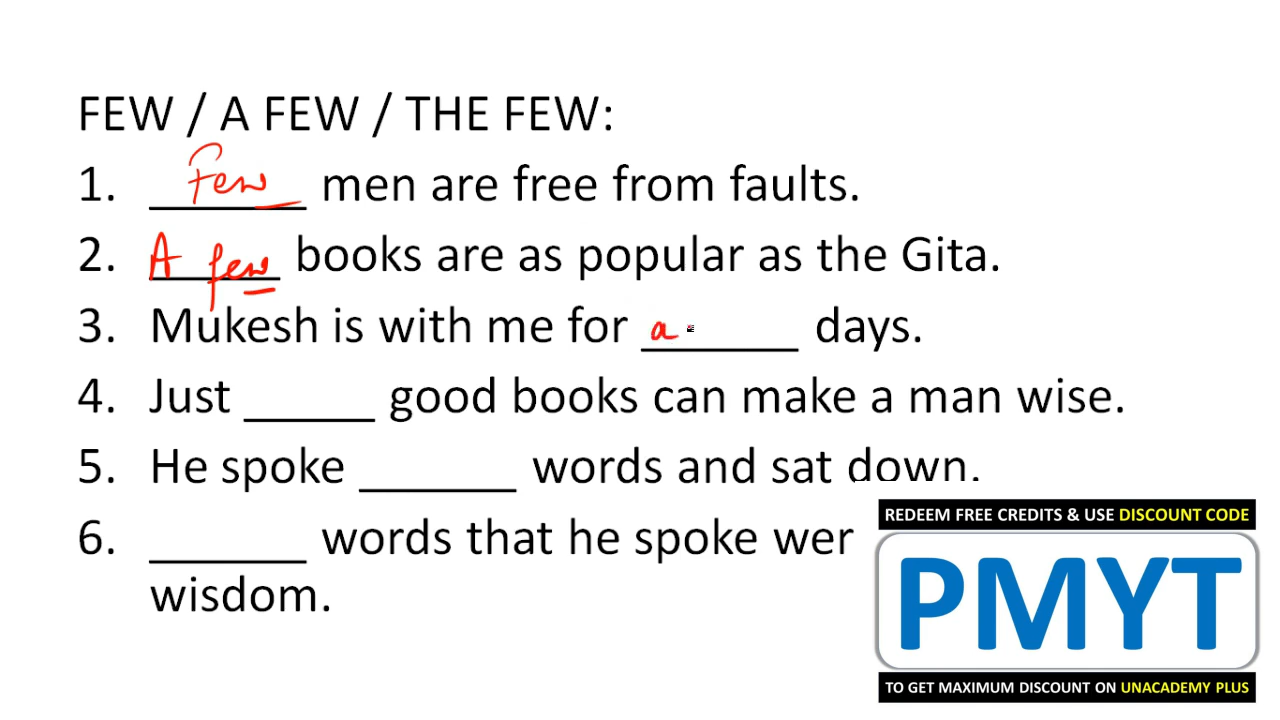 FEW / A FEW / THE FEW:
1. Few men are free from faults.
2. A few books are as popular as the Gita.
3. Mukesh is with me for a ______ days.
4. Just _____ good books can make a man wise.
5. He spoke ______ words and sat down.
6. ______ words that he spoke wer
wisdom.
REDEEM FREE CREDITS & USE DISCOUNT CODE
PMYT
TO GET MAXIMUM DISCOUNT ON UNACADEMY PLUS